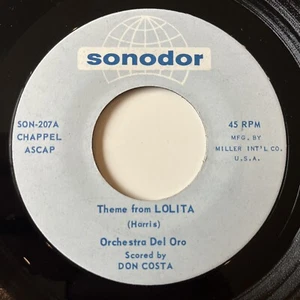 sonodor
SON-207A
CHAPPEL
ASCAP
45 RPM
MFG. BY
MILLER INT'L CO.
U.S.A.
Theme from LOLITA
(Harris)
Orchestra Del Oro
Scored by
DON COSTA